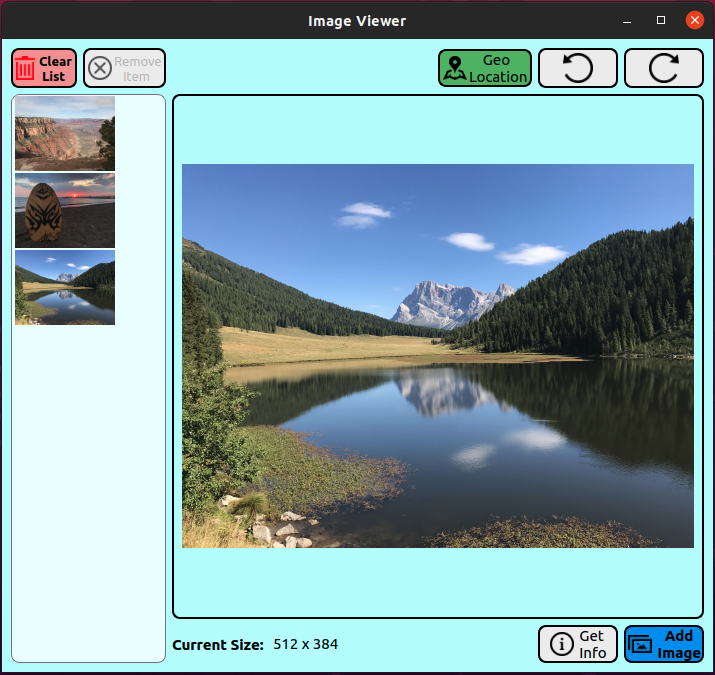 Image Viewer
Clear
List
Remove
Item
Geo
Location
Current Size: 512 x 384
Get
Info
Add
Image